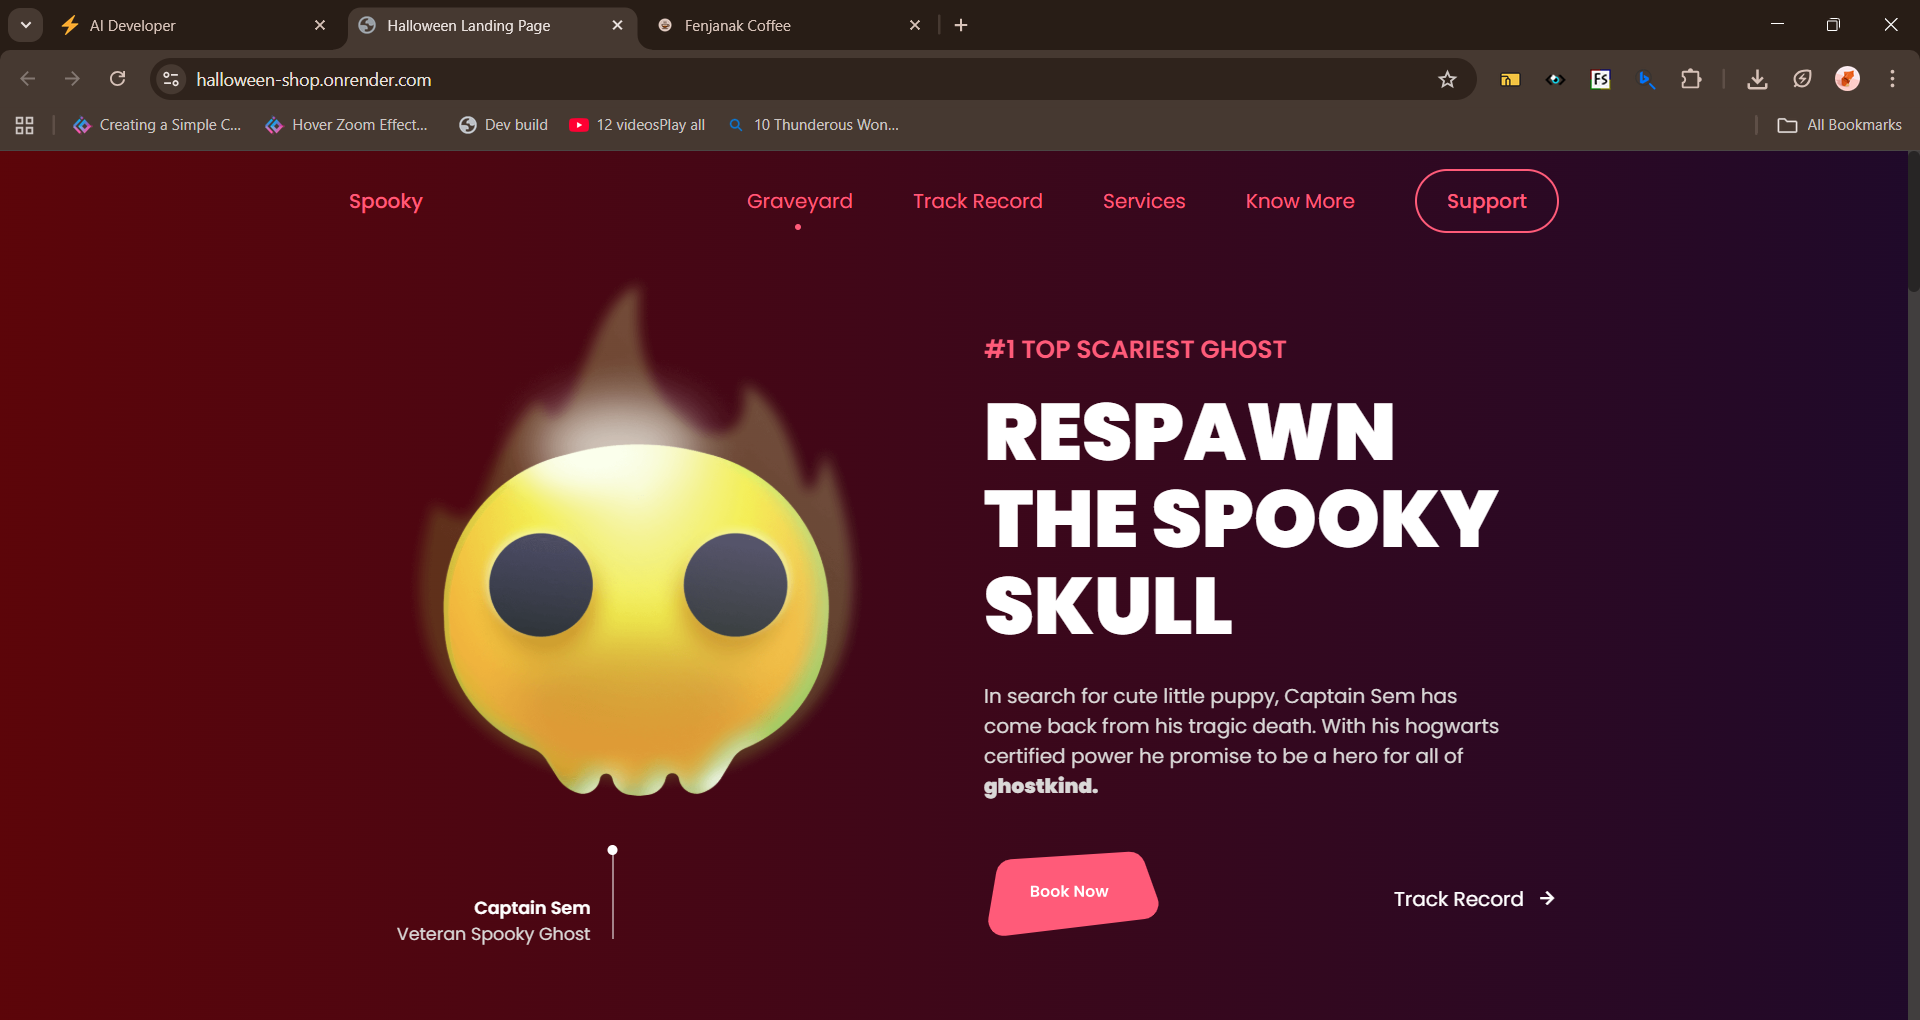 AI Developer
Halloween Landing Page
Fenjanak Coffee
halloween-shop.onrender.com
FS
Creating a Simple C...
Hover Zoom Effect...
Dev build
12 videosPlay all
10 Thunderous Won...
All Bookmarks
Spooky
Graveyard
Track Record
Services
Know More
Support
#1 TOP SCARIEST GHOST
RESPAWN
THE SPOOKY
SKULL
In search for cute little puppy, Captain Sem has
come back from his tragic death. With his hogwarts
certified power he promise to be a hero for all of
ghostkind.
Book Now
Track Record
Captain Sem
Veteran Spooky Ghost